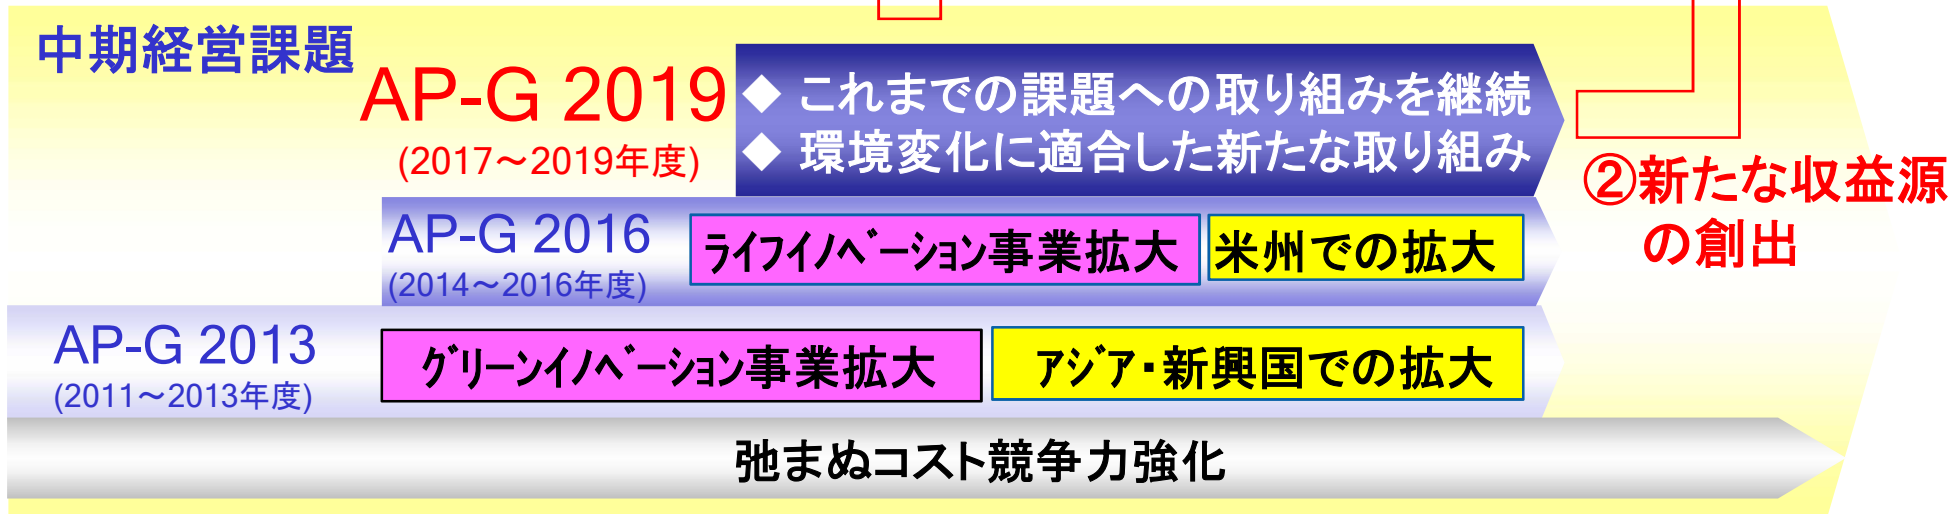 中期経営課題
AP-G 2019
(2017～2019年度)
◆ これまでの課題への取り組みを継続
◆ 環境変化に適合した新たな取り組み
②新たな収益源
の創出
AP-G 2016
(2014～2016年度)
ﾗｲﾌｲﾉﾍﾞｰｼｮﾝ事業拡大
米州での拡大
AP-G 2013
(2011～2013年度)
ｸﾞﾘｰﾝｲﾉﾍﾞｰｼｮﾝ事業拡大
ｱｼﾞｱ･新興国での拡大
弛まぬコスト競争力強化